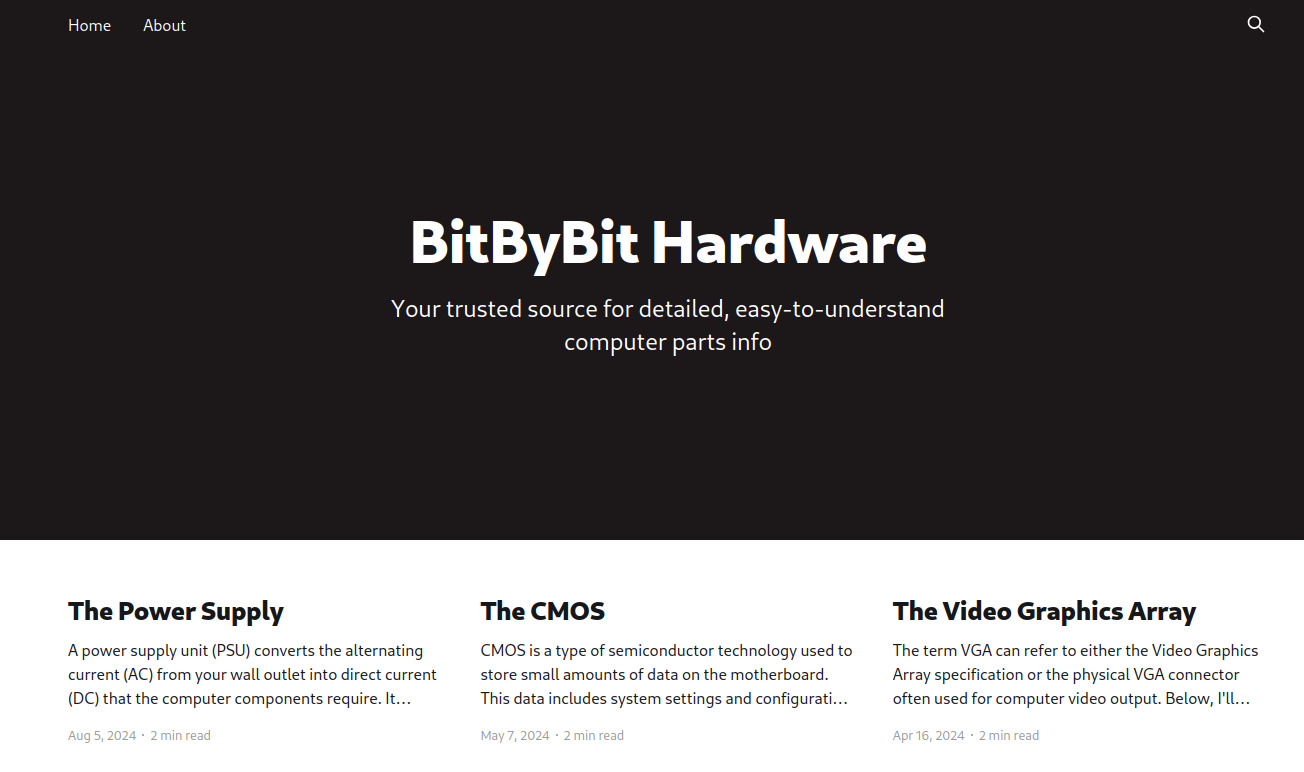 Home About
BitByBit Hardware
Your trusted source for detailed, easy-to-understand
computer parts info
The Power Supply
A power supply unit (PSU) converts the alternating
current (AC) from your wall outlet into direct current
(DC) that the computer components require. It…
Aug 5, 2024 • 2 min read
The CMOS
CMOS is a type of semiconductor technology used to
store small amounts of data on the motherboard.
This data includes system settings and configurati…
May 7, 2024 • 2 min read
The Video Graphics Array
The term VGA can refer to either the Video Graphics
Array specification or the physical VGA connector
often used for computer video output. Below, I'll…
Apr 16, 2024 • 2 min read